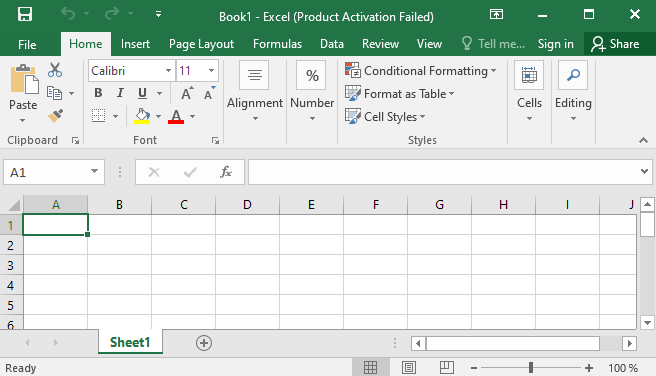 Book1 - Excel (Product Activation Failed)
File Home Insert Page Layout Formulas Data Review View Tell me... Sign in Share
Paste
Clipboard
Calibri 11
B I U A A
A
Font
Alignment
%
Number
Conditional Formatting
Format as Table
Cell Styles
Styles
Cells
Editing
A1 fx
A B C D E F G H I J
1
2
3
4
5
6
Sheet1
Ready 100 %